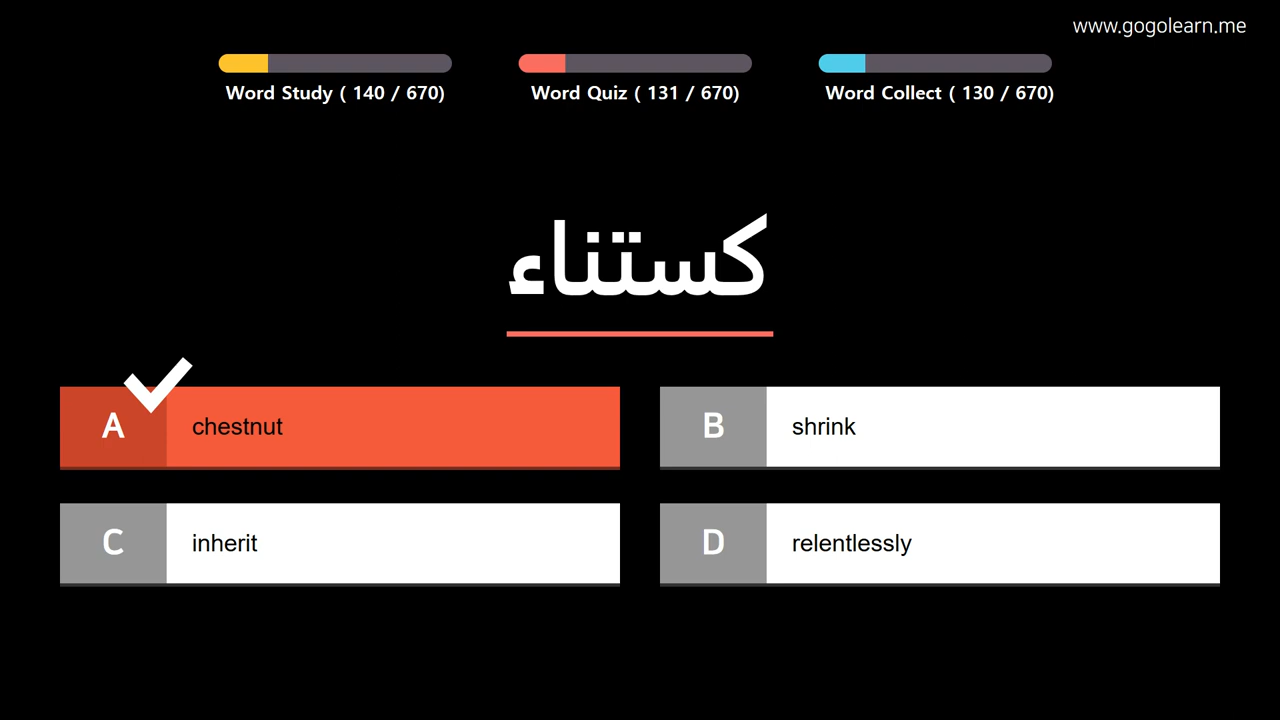 www.gogolearn.me
Word Study ( 140 / 670)
Word Quiz ( 131 / 670)
Word Collect ( 130 / 670)
كستناء
A chestnut
B shrink
C inherit
D relentlessly